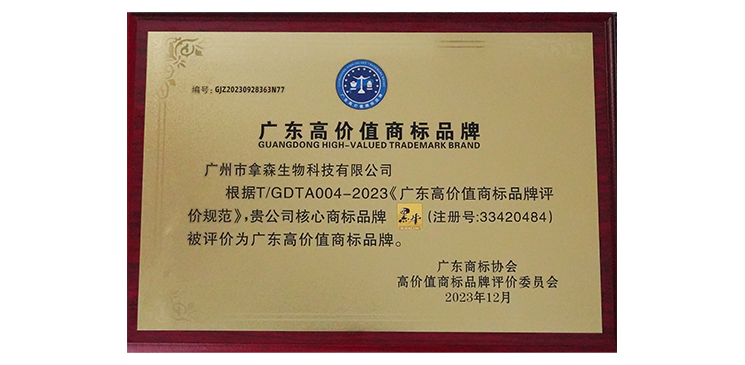 编号: GJZ20230928363N77
广东高价值商标品牌
GUANGDONG HIGH-VALUED TRADEMARK BRAND
广州市拿森生物科技有限公司
根据T/GDTA004-2023《广东高价值商标品牌评
价规范》,贵公司核心商标品牌 (注册号:33420484)
被评价为广东高价值商标品牌。
广东商标协会
高价值商标品牌评价委员会
2023年12月